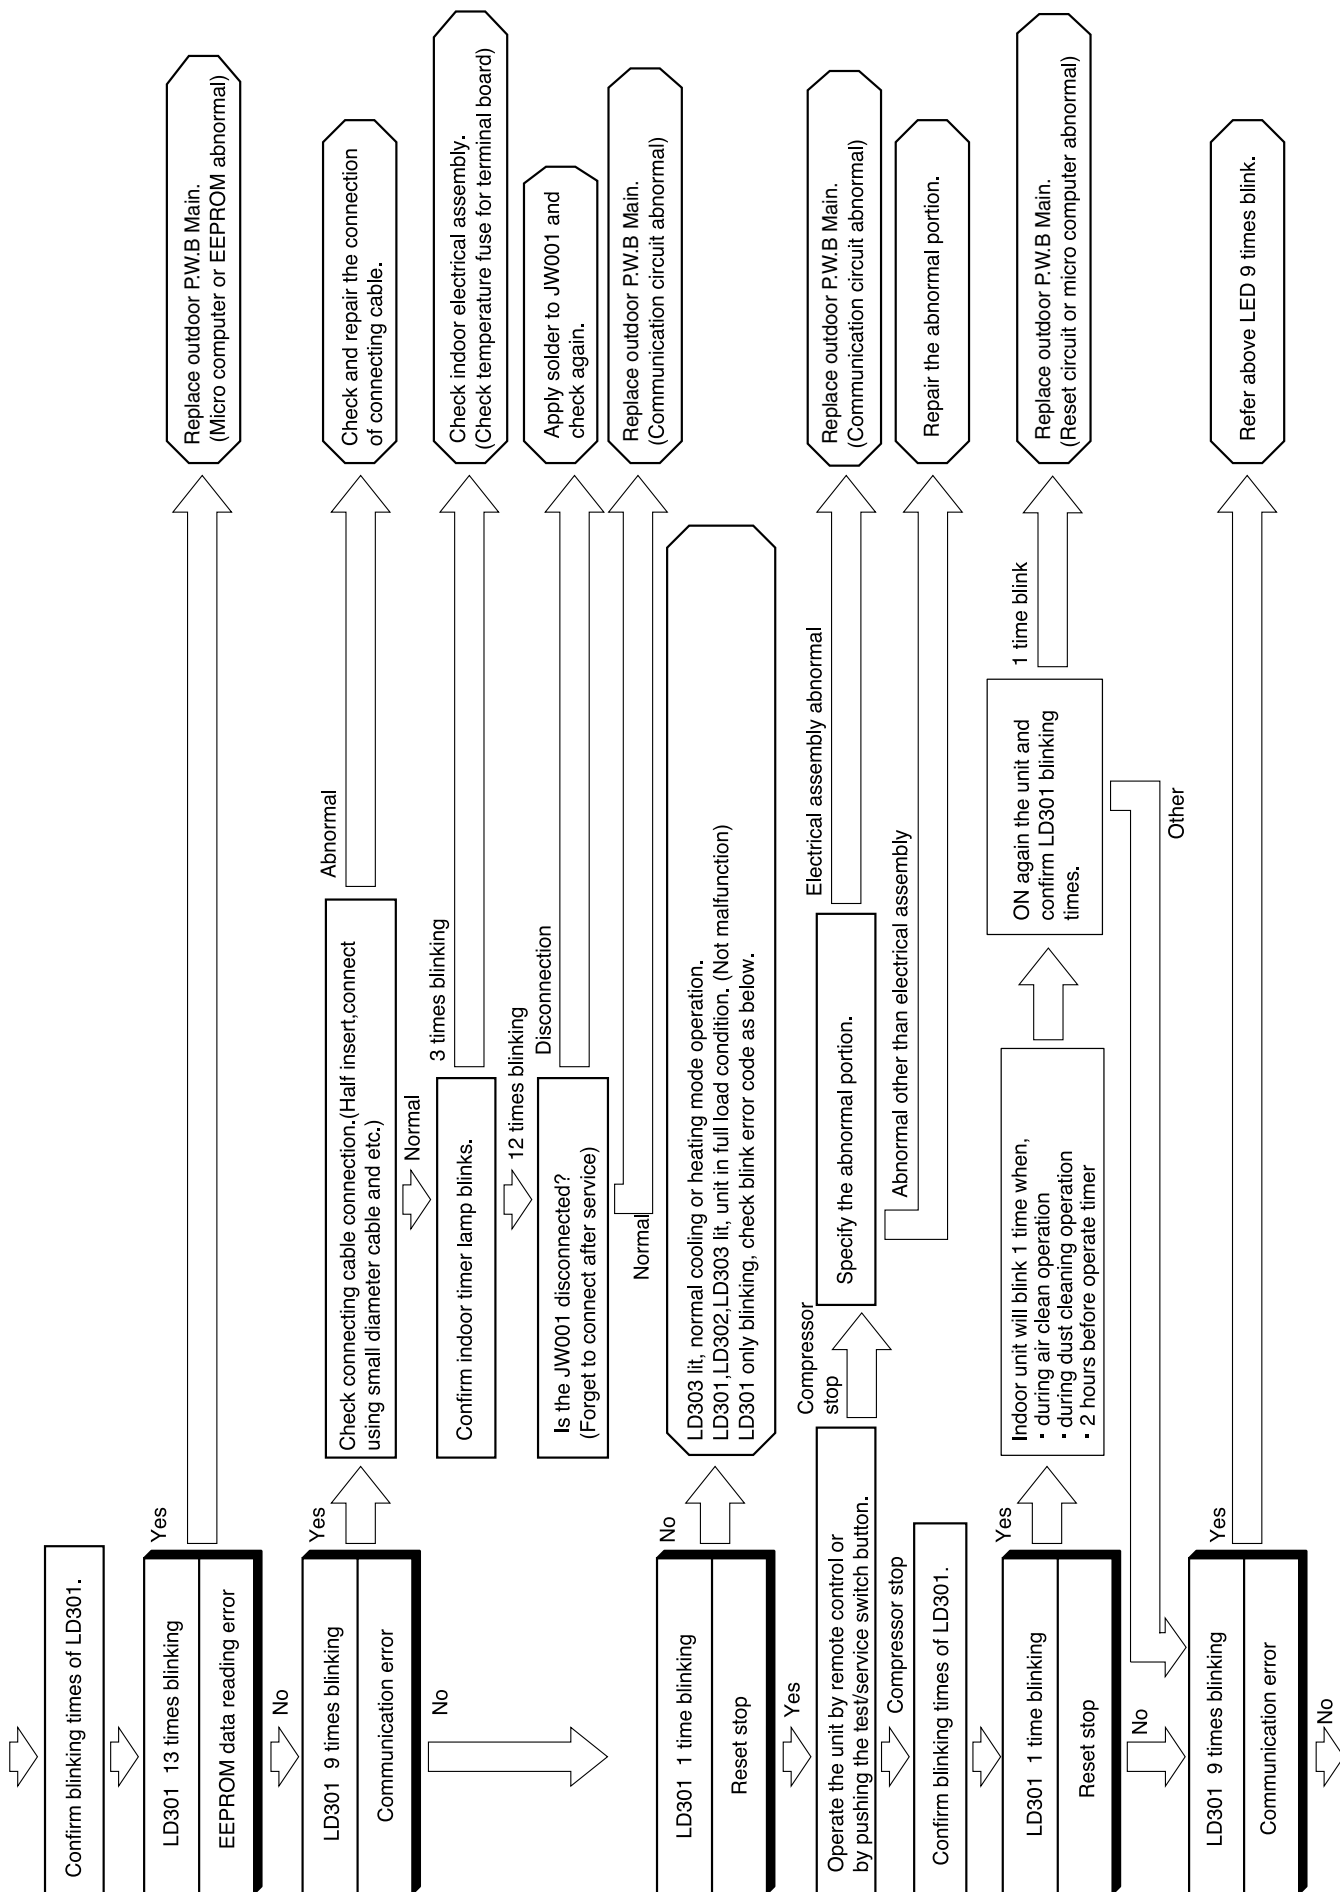 Confirm blinking times of LD301.
LD301 13 times blinking
EEPROM data reading error
Yes
Replace outdoor P.W.B Main.
(Micro computer or EEPROM abnormal)
No
LD301 9 times blinking
Communication error
Yes
Check connecting cable connection.(Half insert,connect
using small diameter cable and etc.)
Abnormal
Check and repair the connection
of connecting cable.
Normal
Confirm indoor timer lamp blinks.
3 times blinking
Check indoor electrical assembly.
(Check temperature fuse for terminal board)
12 times blinking
Is the JW001 disconnected?
(Forget to connect after service)
Disconnection
Apply solder to JW001 and
check again.
Normal
Replace outdoor P.W.B Main.
(Communication circuit abnormal)
No
LD301 1 time blinking
Reset stop
No
LD303 lit, normal cooling or heating mode operation.
LD301,LD302,LD303 lit, unit in full load condition. (Not malfunction)
LD301 only blinking, check blink error code as below.
Yes
Operate the unit by remote control or
by pushing the test/service switch button.
Compressor
stop
Specify the abnormal portion.
Electrical assembly abnormal
Replace outdoor P.W.B Main.
(Communication circuit abnormal)
Abnormal other than electrical assembly
Repair the abnormal portion.
Compressor stop
Confirm blinking times of LD301.
LD301 1 time blinking
Reset stop
Yes
Indoor unit will blink 1 time when,
· during air clean operation
· during dust cleaning operation
· 2 hours before operate timer
ON again the unit and
confirm LD301 blinking
times.
1 time blink
Replace outdoor P.W.B Main.
(Reset circuit or micro computer abnormal)
Other
No
LD301 9 times blinking
Communication error
Yes
Refer above LED 9 times blink.
No